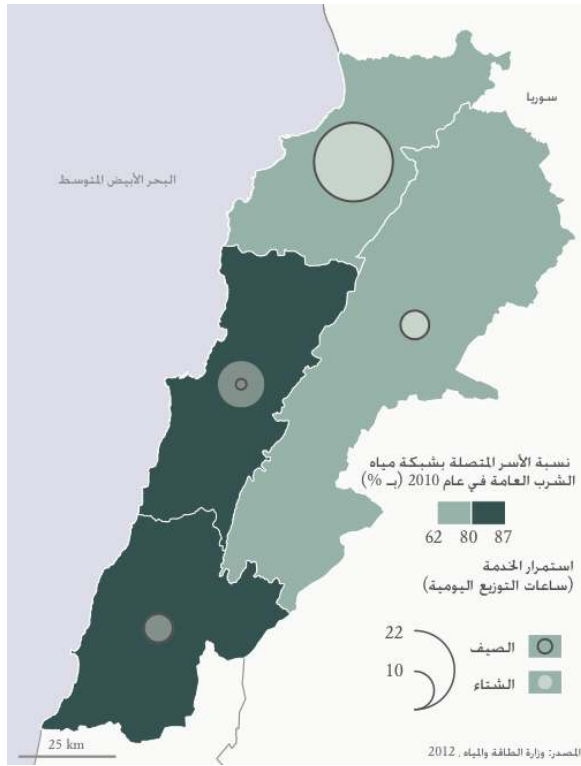 سوريا
البحر الأبيض المتوسط
نسبة الأسر المتصلة بشبكة مياه
الشرب العامة في عام 2010 (بـ %)
62 80 87
استمرار الخدمة
(ساعات التوزيع اليومية)
22
10
الصيف
الشتاء
25 km
المصدر: وزارة الطاقة والمياه، 2012